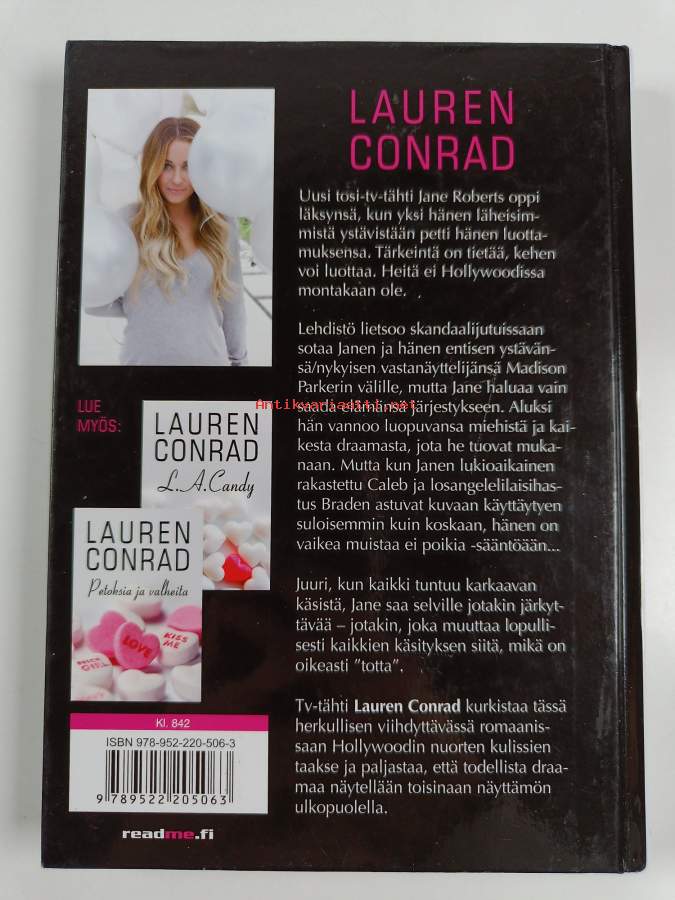 LAUREN
CONRAD
Uusi tosi-tv-tähti Jane Roberts oppi
läksynsä, kun yksi hänen läheisim-
mistä ystävistään petti hänen luotta-
muksensa. Tärkeintä on tietää, kehen
voi luottaa. Heitä ei Hollywoodissa
montakaan ole.
Lehdistö lietsoo skandaalijutuissaan
sotaa Janen ja hänen entisen ystävän-
sä/nykyisen vastanäyttelijänsä Madison
Parkerin välille, mutta Jane haluaa vain
saada elämänsä järjestykseen. Aluksi
hän vannoo luopuvansa miehistä ja kai-
kesta draamasta, jota he tuovat muka-
naan. Mutta kun Janen lukioaikainen
rakastettu Caleb ja losangelelilaisihas-
tus Braden astuvat kuvaan käyttäytyen
suloisemmin kuin koskaan, hänen on
vaikea muistaa ei poikia -sääntöään...
Juuri, kun kaikki tuntuu karkaavan
käsistä, Jane saa selville jotakin järkyt-
tävää – jotakin, joka muuttaa lopulli-
sesti kaikkien käsityksen siitä, mikä on
oikeasti ”totta”.
Tv-tähti Lauren Conrad kurkistaa tässä
herkullisen viihdyttävässä romaanis-
saan Hollywoodin nuorten kulissien
taakse ja paljastaa, että todellista draa-
maa näytellään toisinaan näyttämön
ulkopuolella.
LUE
MYÖS:
LAUREN
CONRAD
L.A. Candy
LAUREN
CONRAD
Petoksia ja valheita
LOVE
KISS
ME
GIRL
Kl. 842
ISBN 978-952-220-506-3
9 789522 205063
readme.fi
Antikvariaatti.net